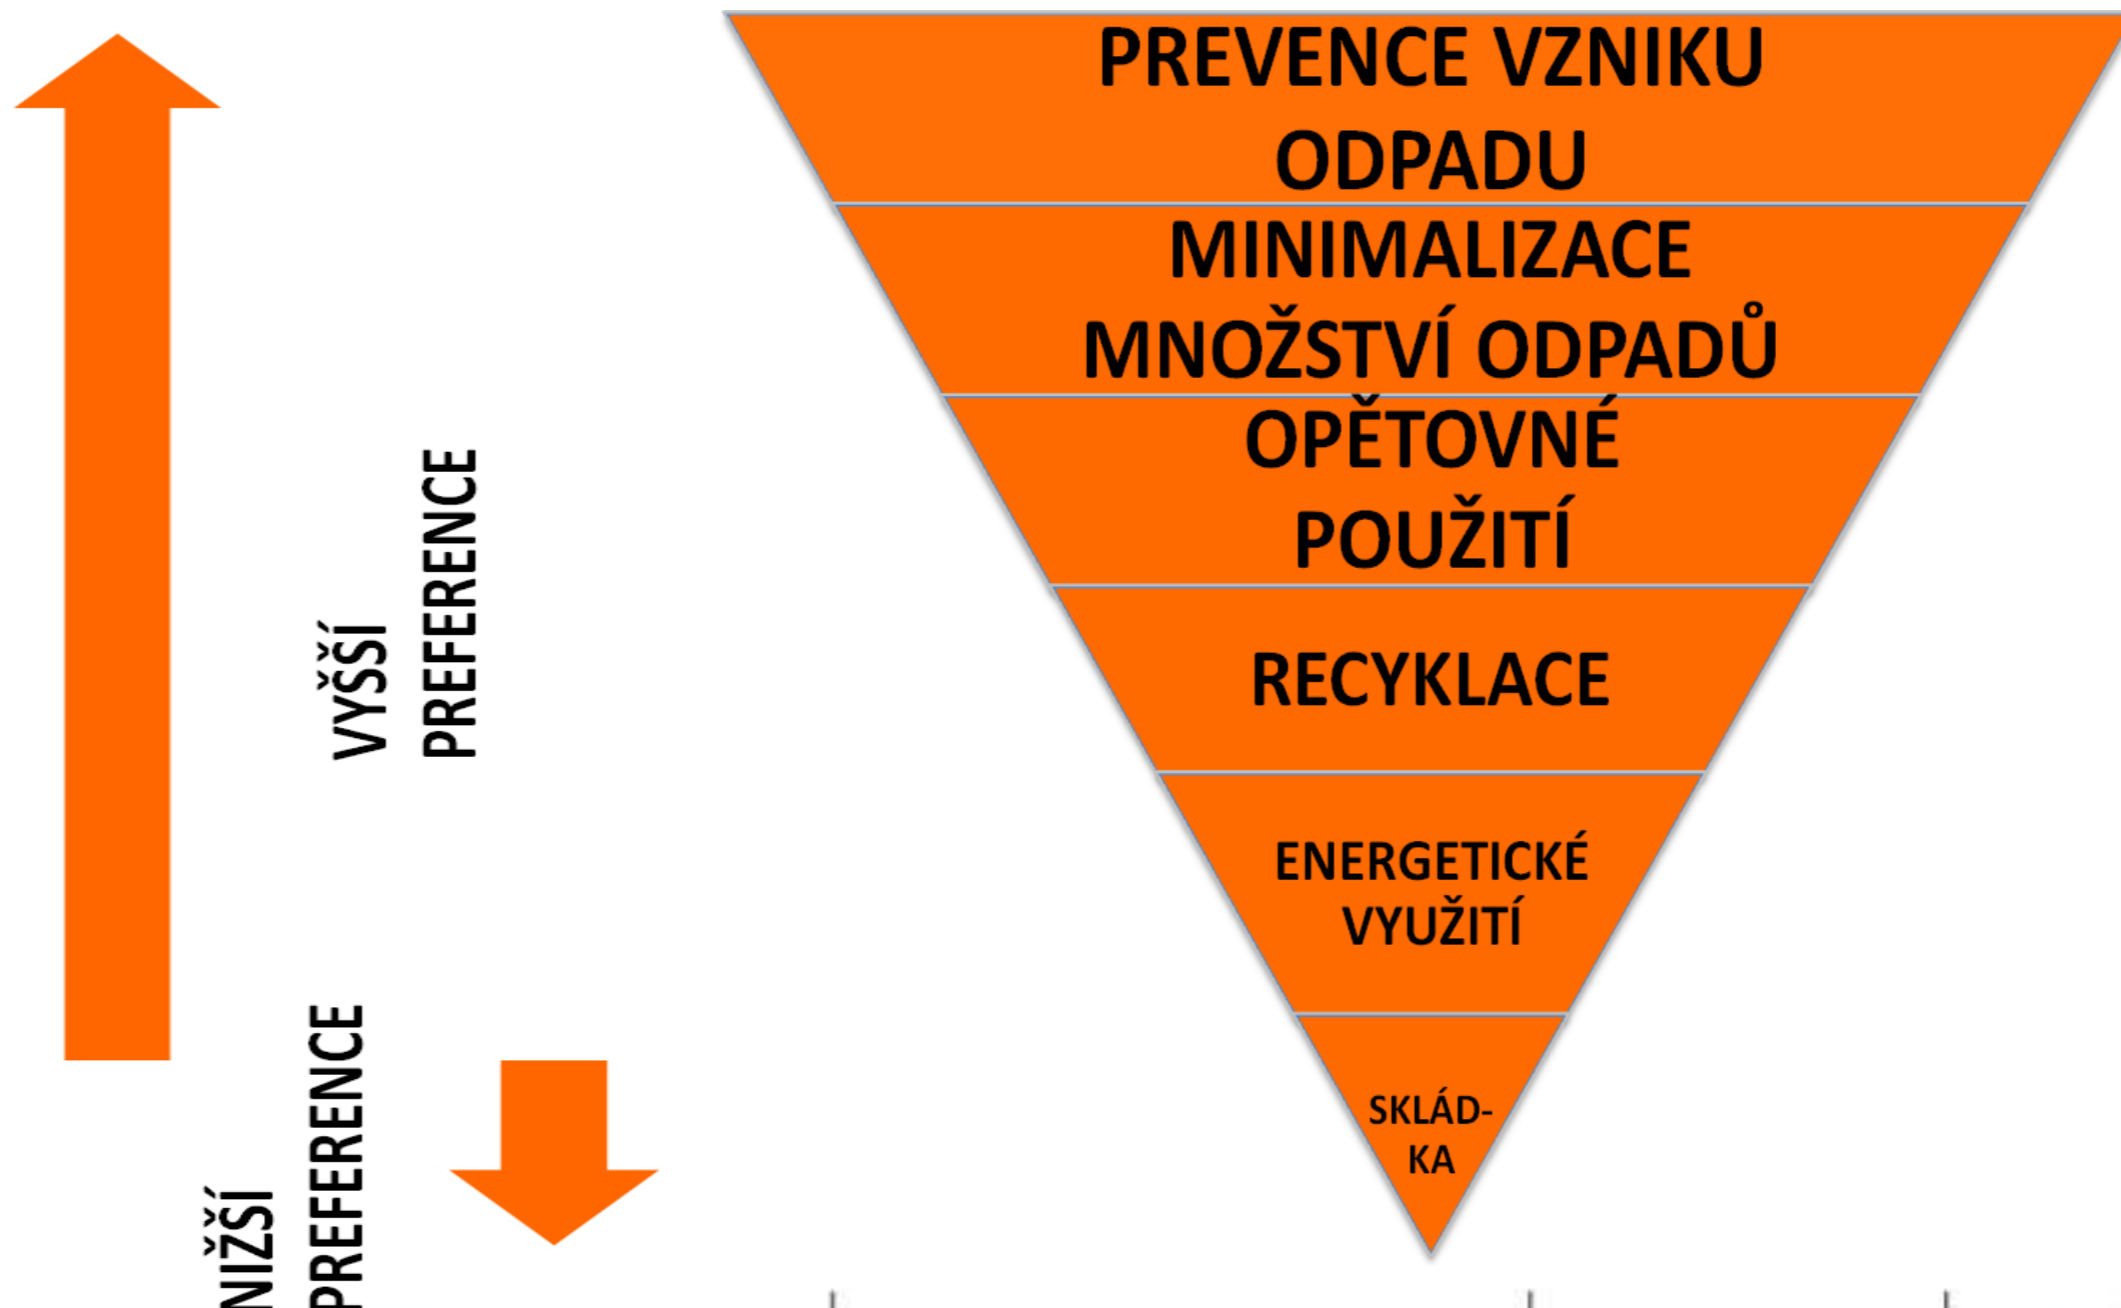 PREVENCE VZNIKU
ODPADU
MINIMALIZACE
MNOŽSTVÍ ODPADŮ
OPĚTOVNÉ
POUŽITÍ
RECYKLACE
ENERGETICKÉ
VYUŽITÍ
SKLÁD-
KA
VYŠŠÍ
PREFERENCE
NIŽŠÍ
PREFERENCE